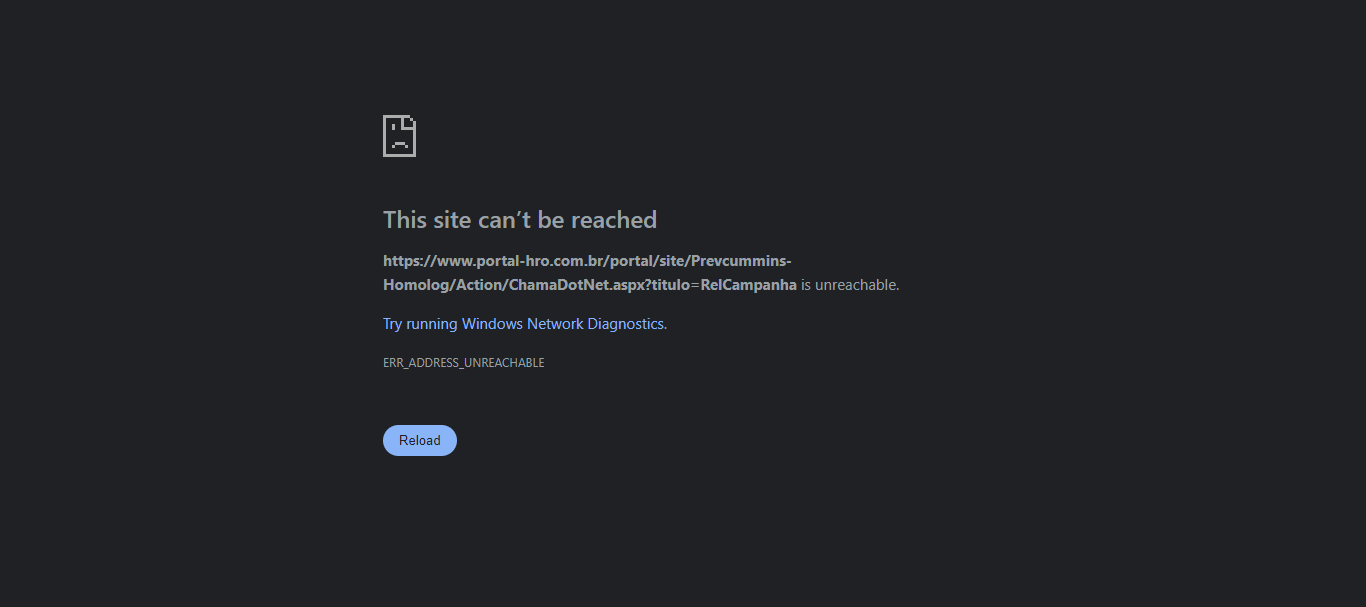 This site can’t be reached
https://www.portal-hro.com.br/portal/site/Prevcummins-
Homolog/Action/ChamaDotNet.aspx?titulo=RelCampanha is unreachable.
Try running Windows Network Diagnostics.
ERR_ADDRESS_UNREACHABLE
Reload